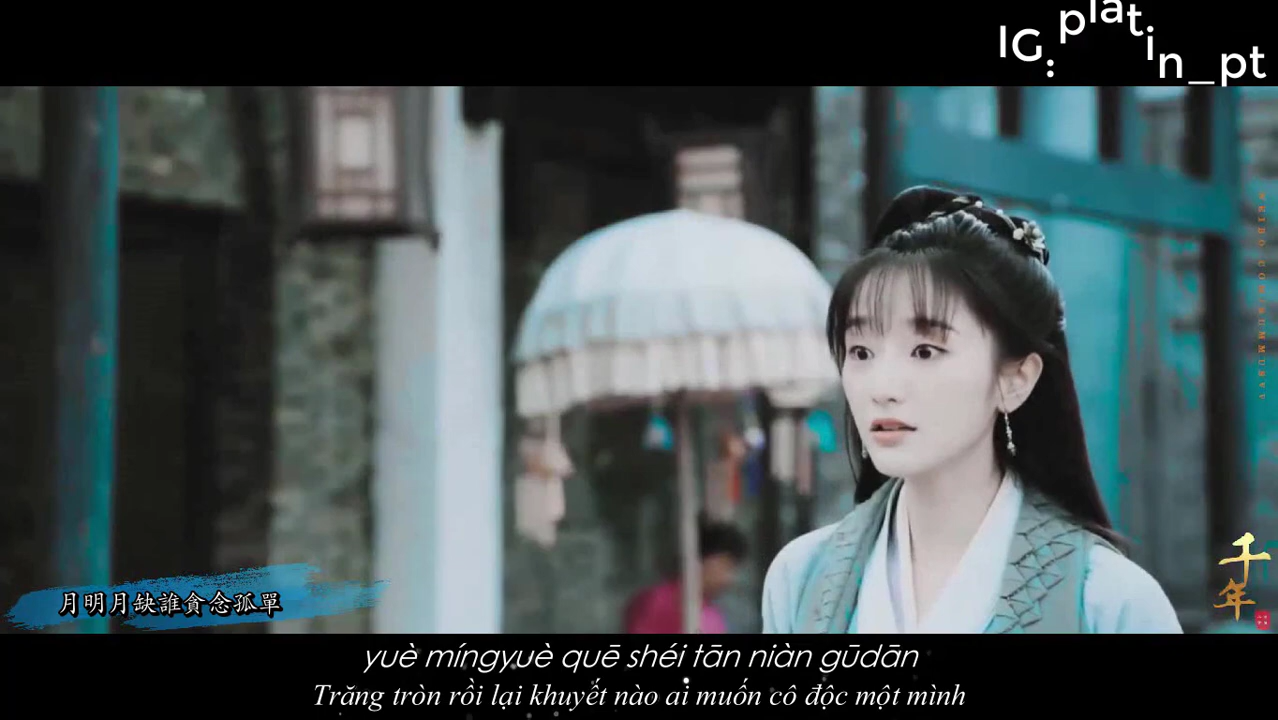 IG: platin_pt
千年
月明月缺誰貪念孤單
yuè míngyuè quē shéi tān niàn gūdān
Trăng tròn rồi lại khuyết nào ai muốn cô độc một mình